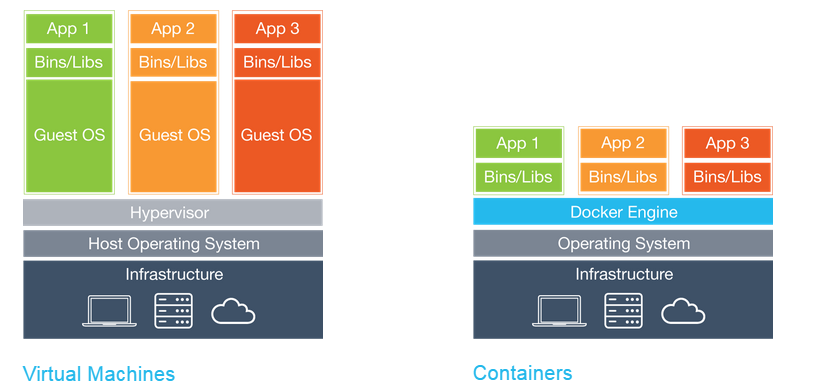 App 1
App 2
App 3
Bins/Libs
Bins/Libs
Bins/Libs
Guest OS
Guest OS
Guest OS
Hypervisor
Host Operating System
Infrastructure
Virtual Machines
App 1
App 2
App 3
Bins/Libs
Bins/Libs
Bins/Libs
Docker Engine
Operating System
Infrastructure
Containers